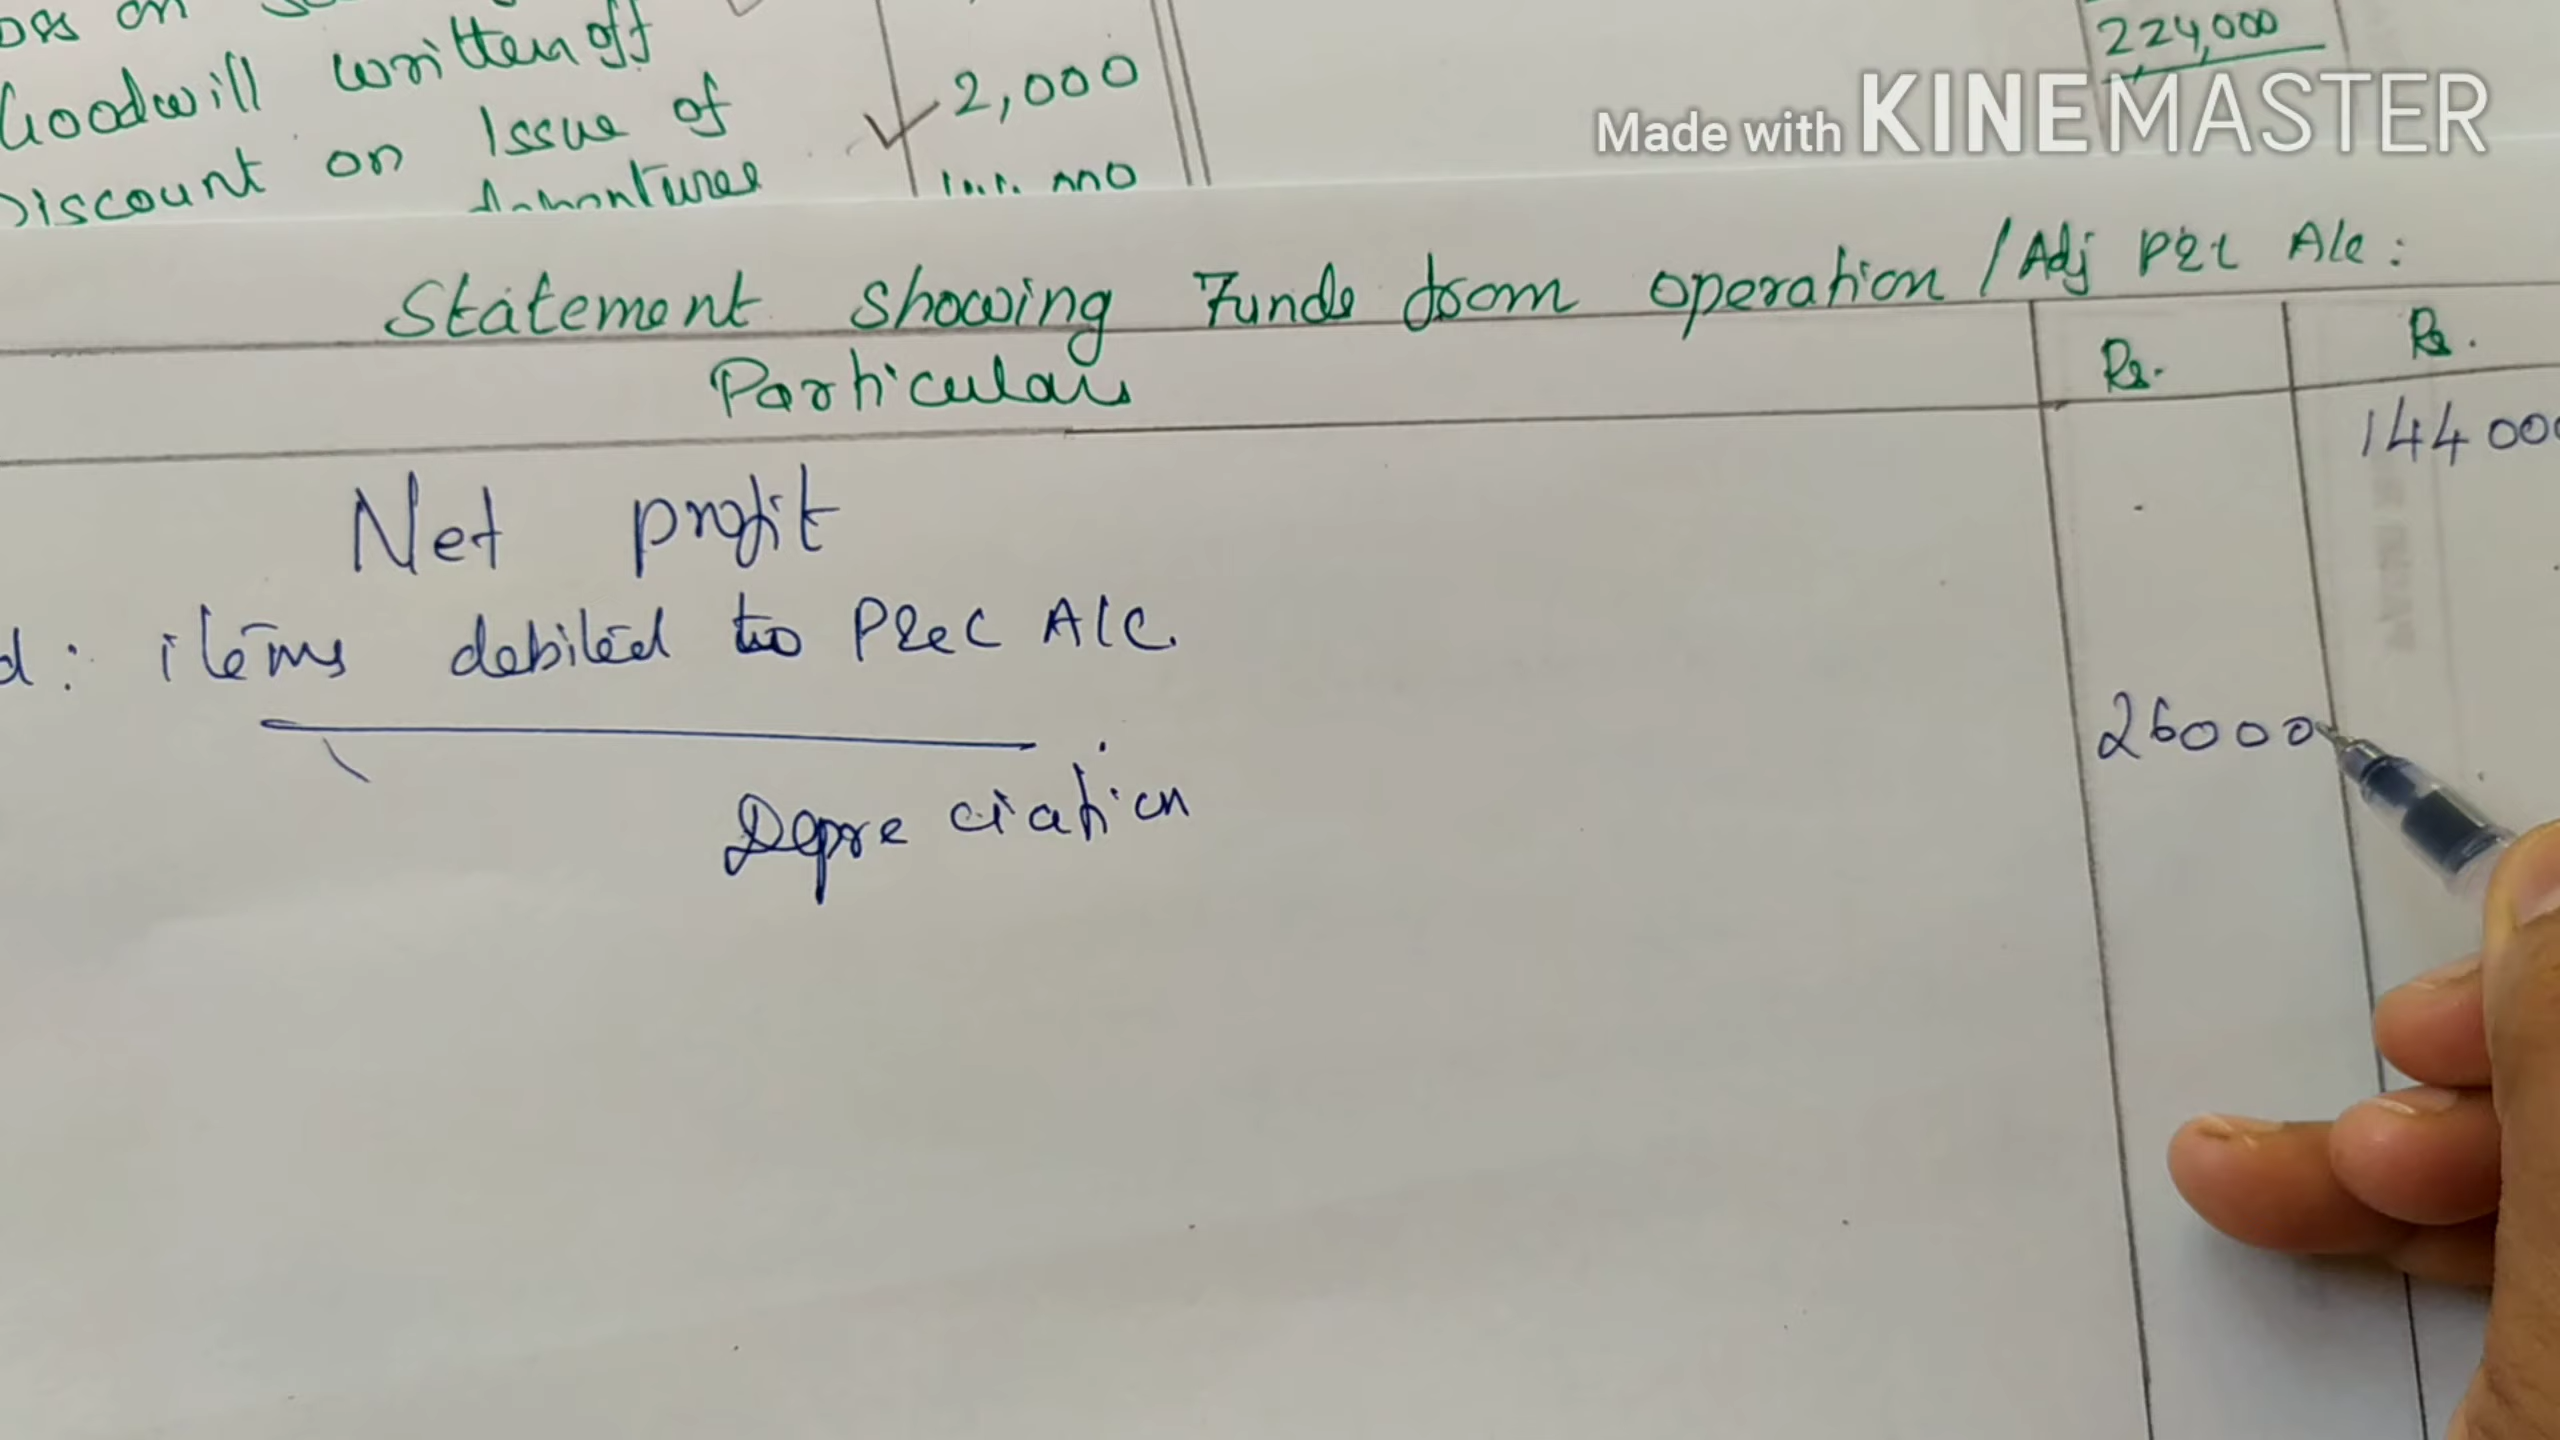 on
Goodwill written off
Discount on Issue of
2,000
224,000
Made with KINEMASTER
Statement showing Funds from operation / Adj P&L A/c :
Particulars
Rs.
Rs.
Net profit
14400
: items debited to P&L A/c.
26000
Depreciation